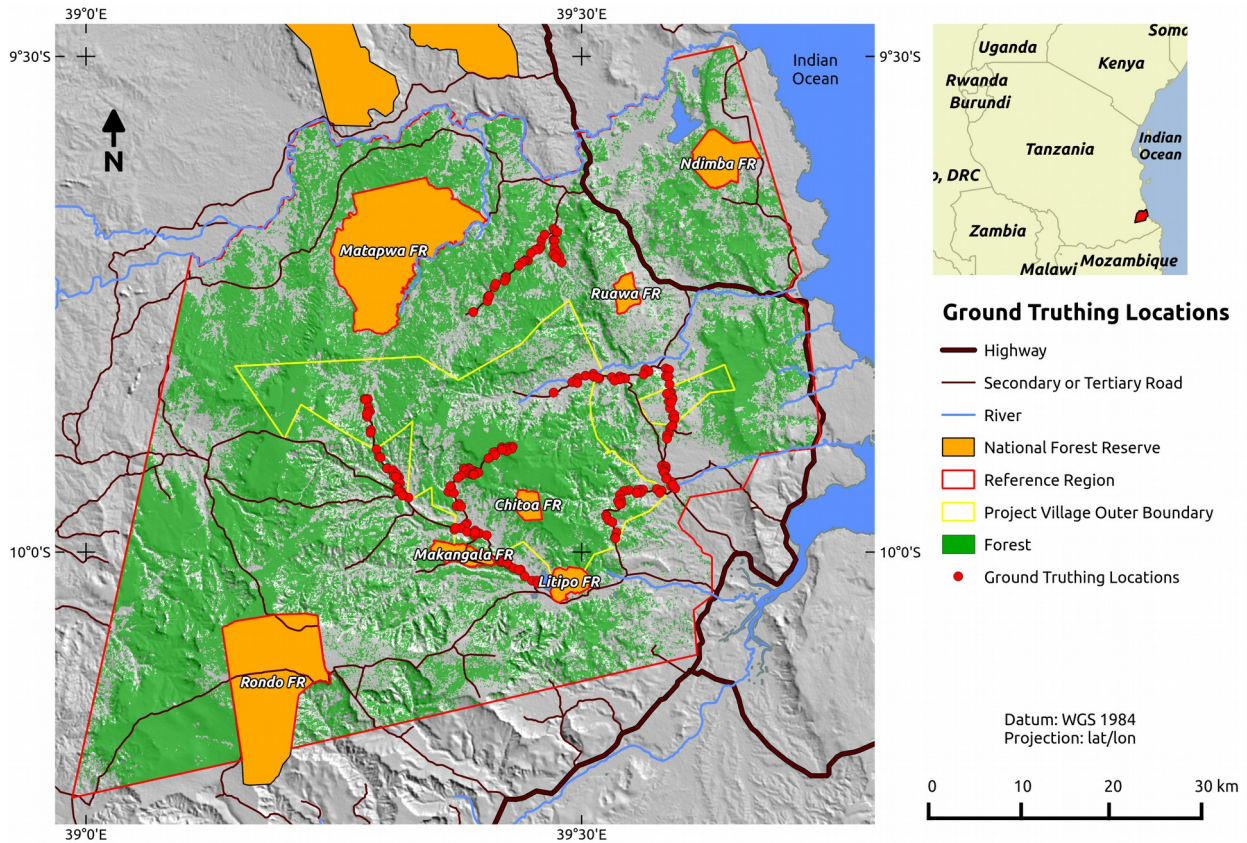 39°0'E
39°30'E
9°30'S
9°30'S
Indian
Ocean
N
Ndimba FR
Matapwa FR
Ruawa FR
Chitoa FR
10°0'S
10°0'S
Makangala FR
Litipo FR
Rondo FR
39°0'E
39°30'E
Soma
Uganda
Kenya
Rwanda
Burundi
Indian
Ocean
Tanzania
o, DRC
Zambia
Mozambique
Malawi
Ground Truthing Locations
Highway
Secondary or Tertiary Road
River
National Forest Reserve
Reference Region
Project Village Outer Boundary
Forest
Ground Truthing Locations
Datum: WGS 1984
Projection: lat/lon
0 10 20 30 km